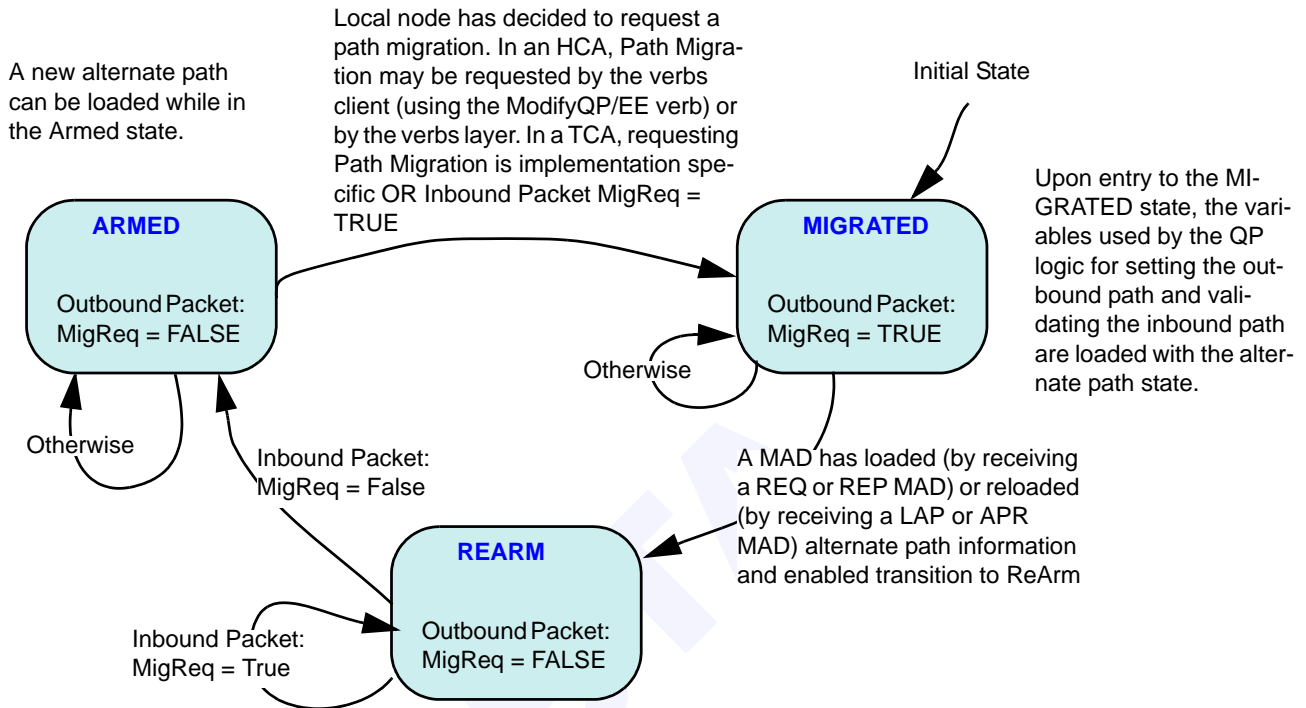 Local node has decided to request a
path migration. In an HCA, Path Migra-
tion may be requested by the verbs
client (using the ModifyQP/EE verb) or
by the verbs layer. In a TCA, requesting
Path Migration is implementation spe-
cific OR Inbound Packet MigReq =
TRUE
A new alternate path
can be loaded while in
the Armed state.
Initial State
ARMED
Outbound Packet:
MigReq = FALSE
MIGRATED
Outbound Packet:
MigReq = TRUE
Upon entry to the MI-
GRATED state, the vari-
ables used by the QP
logic for setting the out-
bound path and vali-
dating the inbound path
are loaded with the alter-
nate path state.
Otherwise
Otherwise
Inbound Packet:
MigReq = False
A MAD has loaded (by receiving
a REQ or REP MAD) or reloaded
(by receiving a LAP or APR
MAD) alternate path information
and enabled transition to ReArm
REARM
Outbound Packet:
MigReq = FALSE
Inbound Packet:
MigReq = True